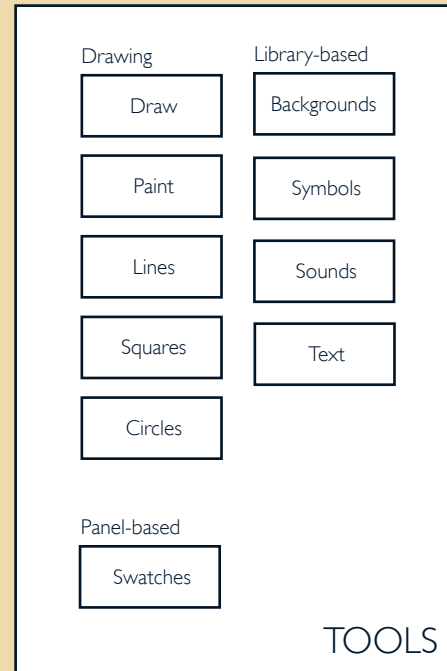 Drawing
Draw
Paint
Lines
Squares
Circles
Library-based
Backgrounds
Symbols
Sounds
Text
Panel-based
Swatches
TOOLS